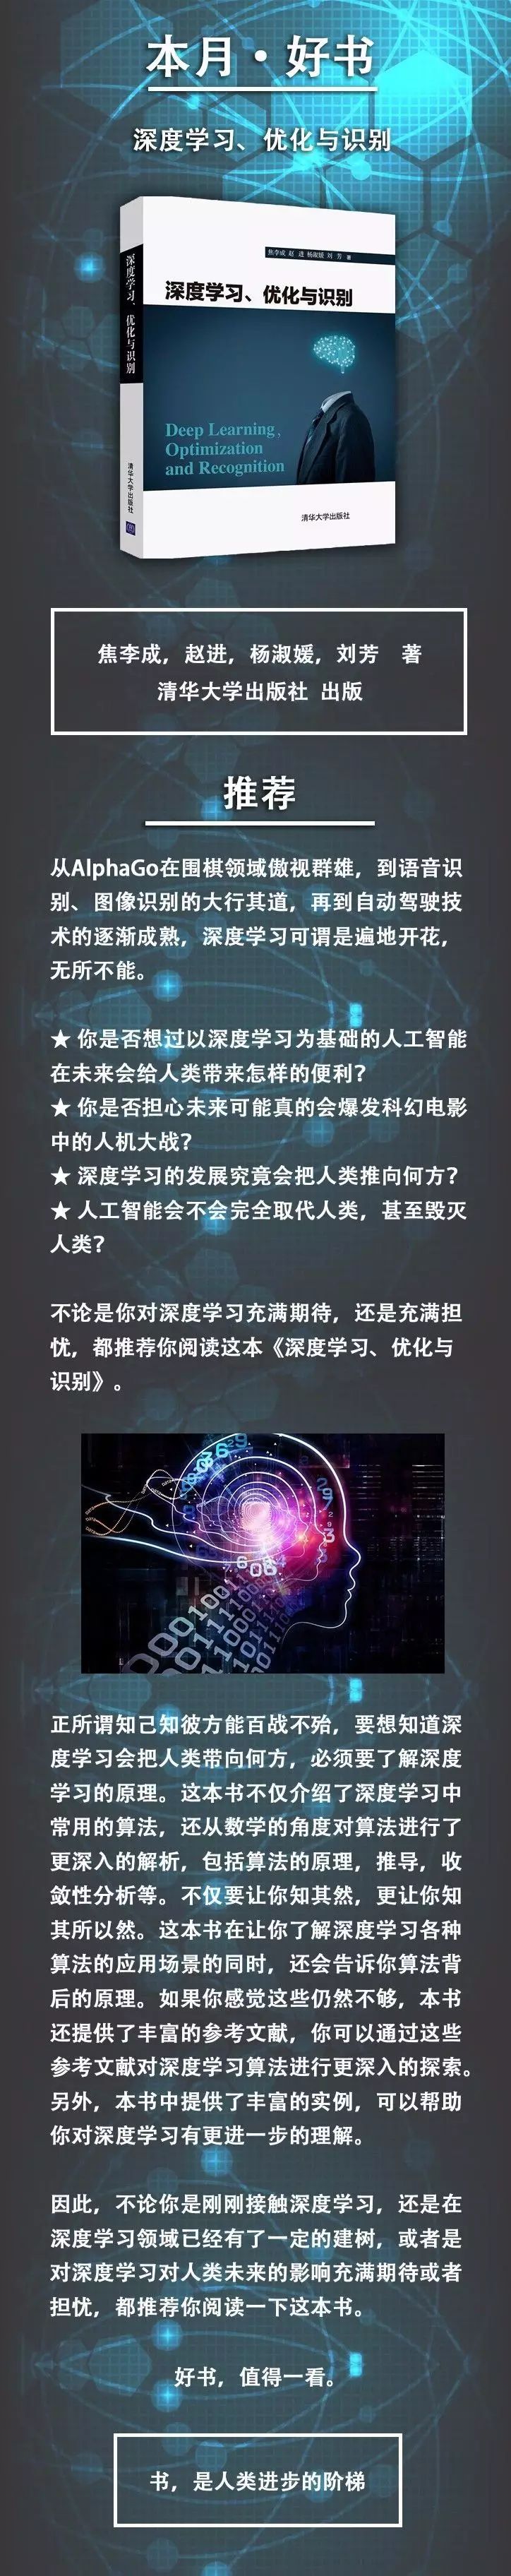 本月·好书
深度学习、优化与识别
焦李成 赵 进 杨淑媛 刘 芳 著
深度学习、优化与识别
深度学习、优化与识别
Deep Learning,
Optimization
and Recognition
清华大学出版社
清华大学出版社
焦李成，赵进，杨淑媛，刘芳 著
清华大学出版社 出版
推荐
从AlphaGo在围棋领域傲视群雄，到语音识
别、图像识别的大行其道，再到自动驾驶技
术的逐渐成熟，深度学习可谓是遍地开花，
无所不能。
★ 你是否想过以深度学习为基础的人工智能
在未来会给人类带来怎样的便利？
★ 你是否担心未来可能真的会爆发科幻电影
中的人机大战？
★ 深度学习的发展究竟会把人类推向何方？
★ 人工智能会不会完全取代人类，甚至毁灭
人类？
不论是你对深度学习充满期待，还是充满担
忧，都推荐你阅读这本《深度学习、优化与
识别》。
正所谓知己知彼方能百战不殆，要想知道深
度学习会把人类带向何方，必须要了解深度
学习的原理。这本书不仅介绍了深度学习中
常用的算法，还从数学的角度对算法进行了
更深入的解析，包括算法的原理，推导，收
敛性分析等。不仅要让你知其然，更让你知
其所以然。这本书在让你了解深度学习各种
算法的应用场景的同时，还会告诉你算法背
后的原理。如果你感觉这些仍然不够，本书
还提供了丰富的参考文献，你可以通过这些
参考文献对深度学习算法进行更深入的探索。
另外，本书中提供了丰富的实例，可以帮助
你对深度学习有更进一步的理解。
因此，不论你是刚刚接触深度学习，还是在
深度学习领域已经有了一定的建树，或者是
对深度学习对人类未来的影响充满期待或者
担忧，都推荐你阅读一下这本书。
好书，值得一看。
书，是人类进步的阶梯